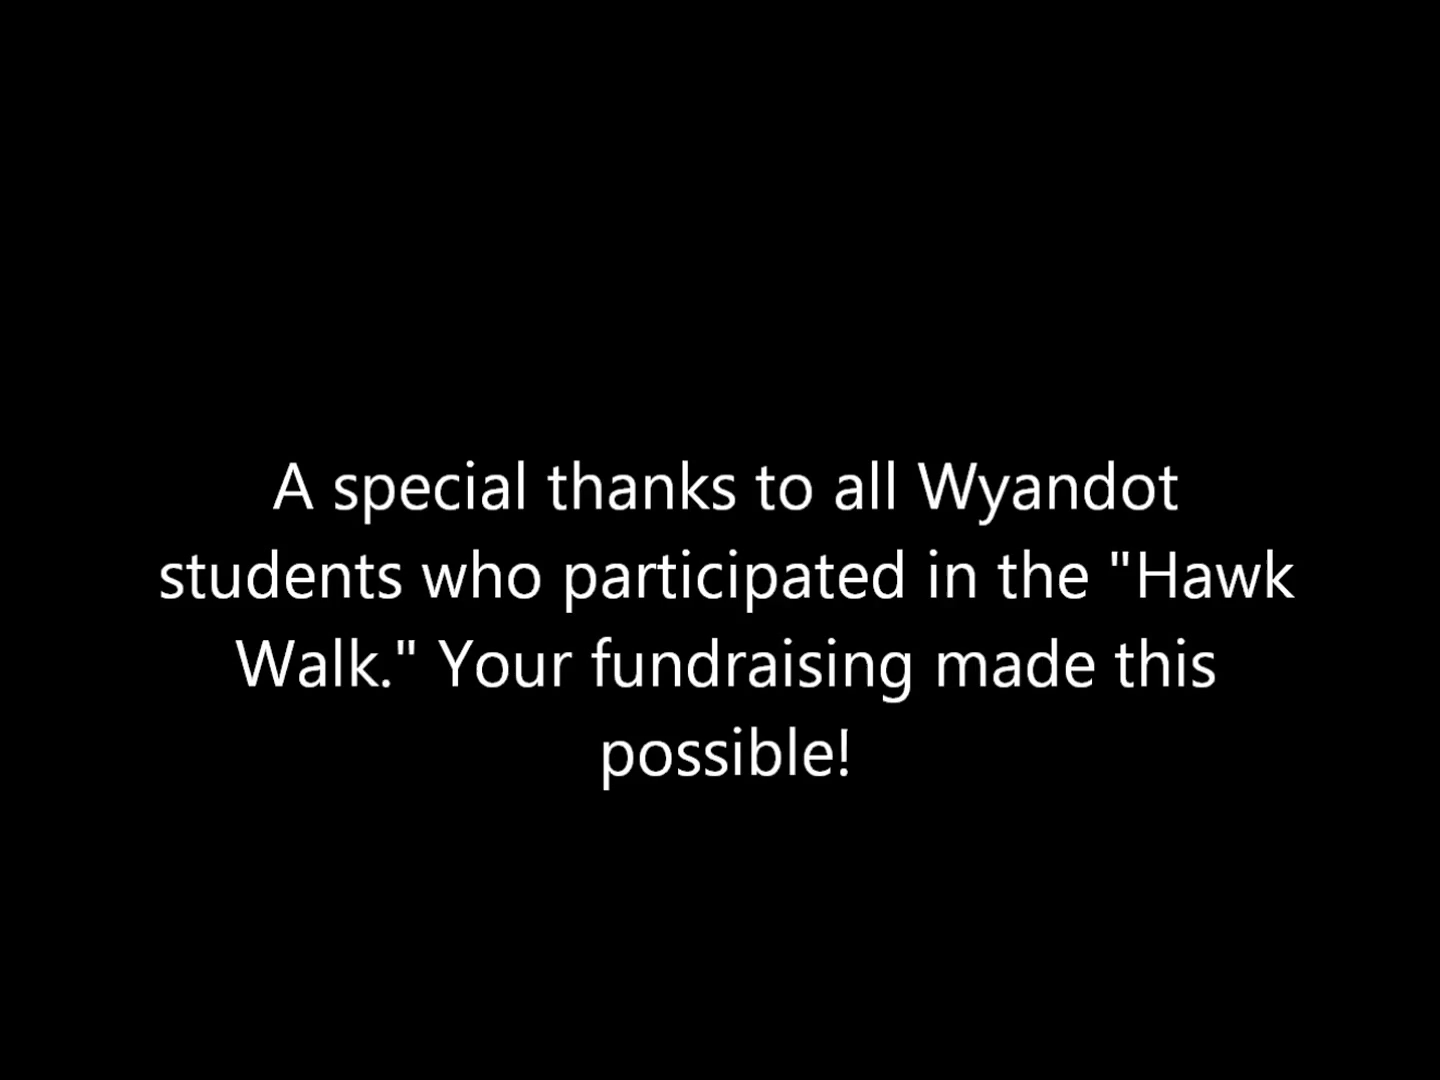 A special thanks to all Wyandot
students who participated in the "Hawk
Walk." Your fundraising made this
possible!